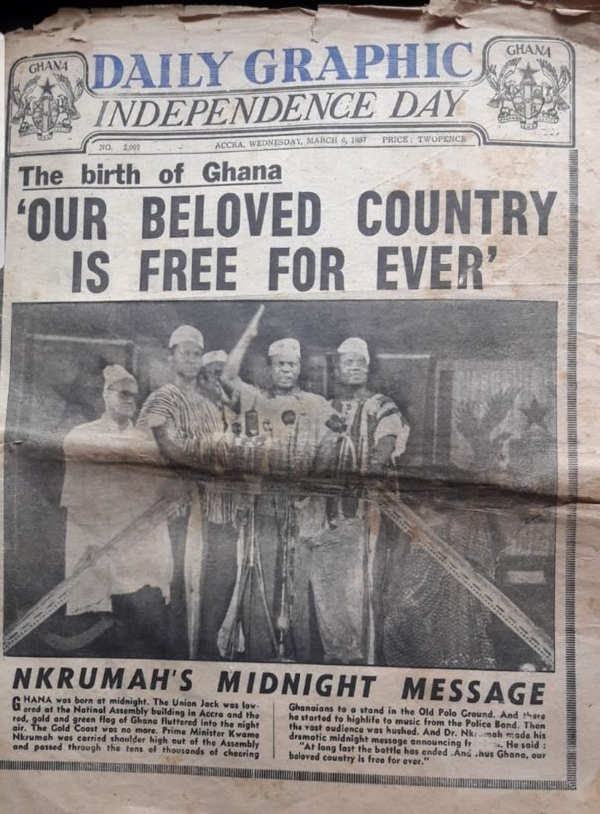 GHANA
DAILY GRAPHIC
GHANA
INDEPENDENCE DAY
NO. 2,001 ACCRA, WEDNESDAY, MARCH 6, 1957 PRICE: TWOPENCE
The birth of Ghana
'OUR BELOVED COUNTRY
IS FREE FOR EVER'
NKRUMAH'S MIDNIGHT MESSAGE
GHANA was born at midnight. The Union Jack was low-
ered at the Natinal Assembly building in Accra and the
red, gold and green flag of Ghana fluttered into the night
air. The Gold Coast was no more. Prime Minister Kwame
Nkrumah was carried shoulder high out of the Assembly
and passed through the tens of thousands of cheering
Ghanaians to a stand in the Old Polo Ground. And there
he started to highlife to music from the Police Band. Then
the vast audience was hushed. And Dr. made his
dramatic midnight message announcing He said:
"At long last the battle has ended. And thus Ghana, our
beloved country is free for ever."